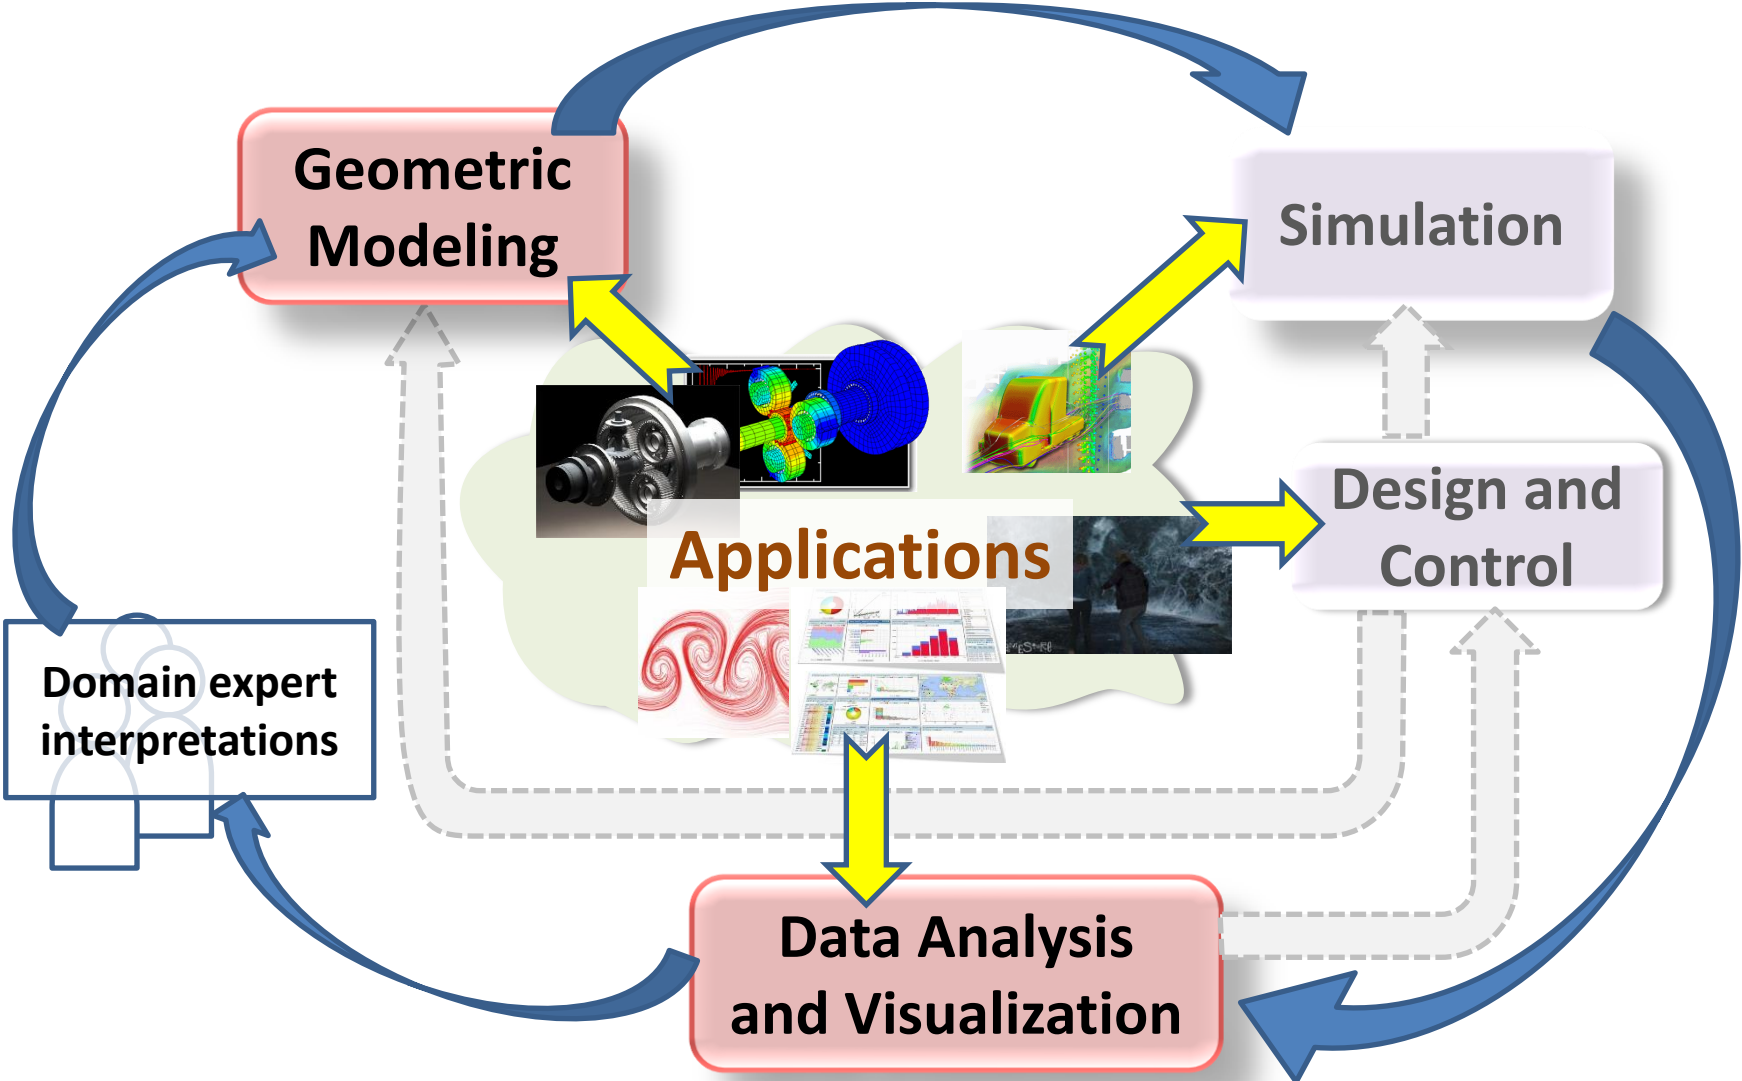 Geometric
Modeling
Simulation
Design and
Control
Applications
Domain expert
interpretations
Data Analysis
and Visualization